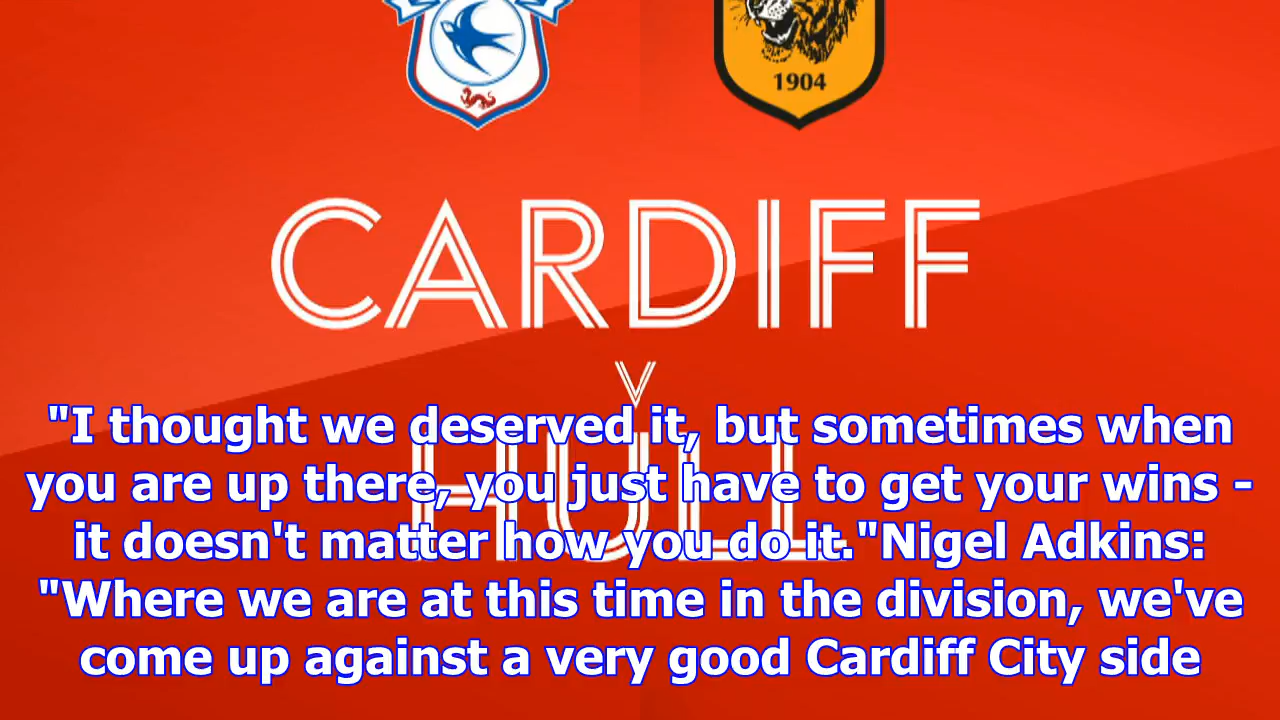 1904
CARDIFF
V
HULL
"I thought we deserved it, but sometimes when
you are up there, you just have to get your wins -
it doesn't matter how you do it."Nigel Adkins:
"Where we are at this time in the division, we've
come up against a very good Cardiff City side